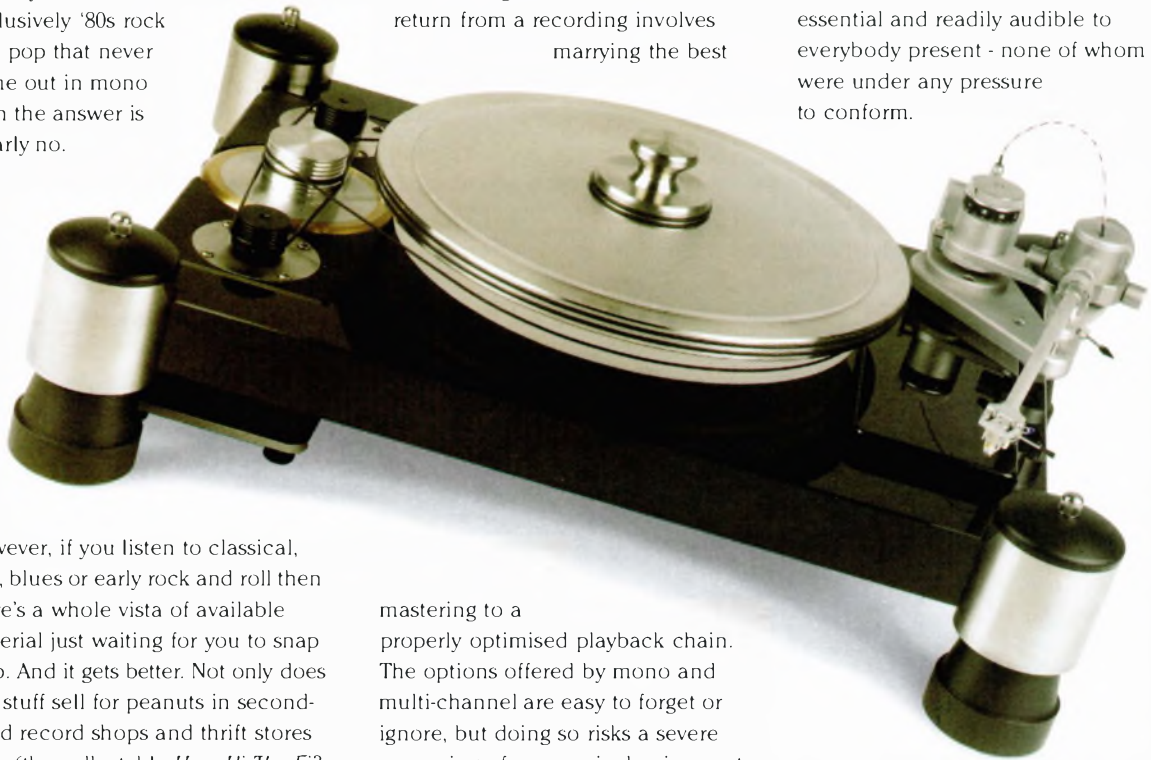 lusively '80s rock
pop that never
ne out in mono
n the answer is
arly no.
wever, if you listen to classical,
, blues or early rock and roll then
re's a whole vista of available
erial just waiting for you to snap
o. And it gets better. Not only does
stuff sell for peanuts in second-
d record shops and thrift stores
return from a recording involves
marrying the best
mastering to a
properly optimised playback chain.
The options offered by mono and
multi-channel are easy to forget or
ignore, but doing so risks a severe
essential and readily audible to
everybody present - none of whom
were under any pressure
to conform.